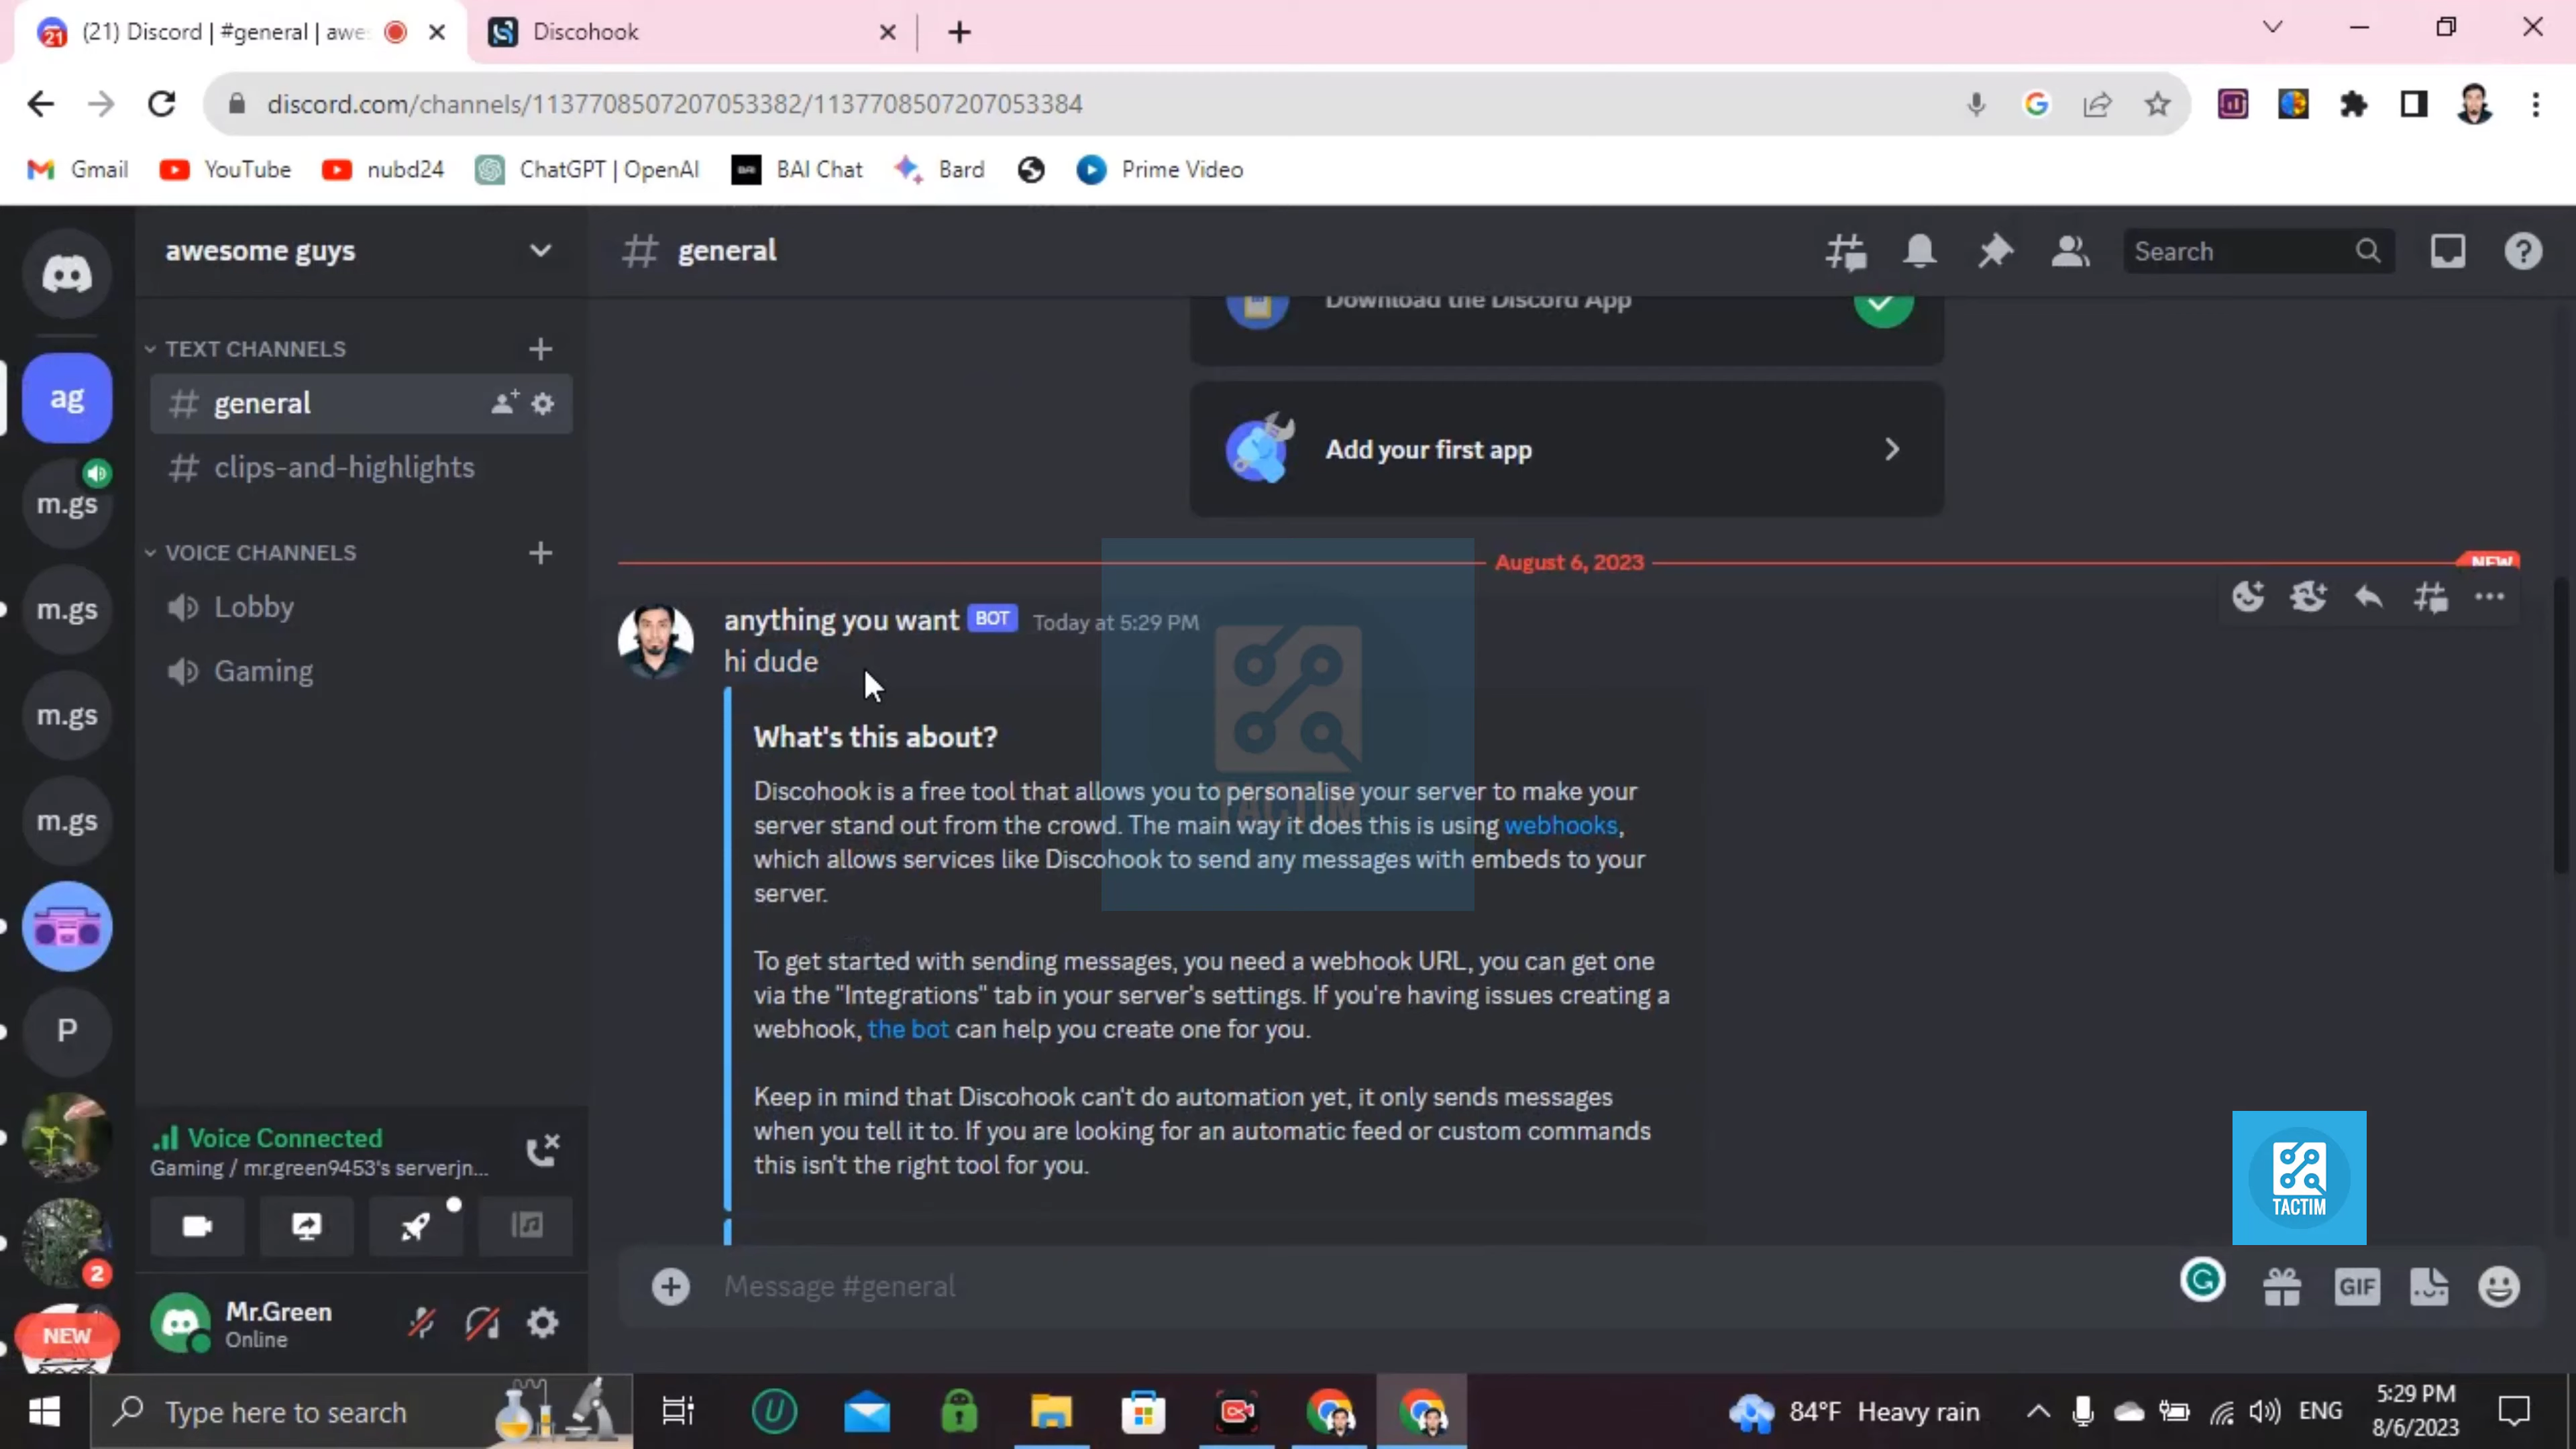 (21) Discord | #general | awe
Discohook
discord.com/channels/1137708507207053382/1137708507207053384
Gmail
YouTube
nubd24
ChatGPT | OpenAI
BAI Chat
Bard
Prime Video
awesome guys
general
Search
TEXT CHANNELS
general
clips-and-highlights
VOICE CHANNELS
Lobby
Gaming
ag
m.gs
m.gs
m.gs
m.gs
P
2
NEW
Download the Discord App
Add your first app
August 6, 2023
NEW
anything you want BOT Today at 5:29 PM
hi dude
What's this about?
Discohook is a free tool that allows you to personalise your server to make your
server stand out from the crowd. The main way it does this is using webhooks,
which allows services like Discohook to send any messages with embeds to your
server.
To get started with sending messages, you need a webhook URL, you can get one
via the "Integrations" tab in your server's settings. If you're having issues creating a
webhook, the bot can help you create one for you.
Keep in mind that Discohook can't do automation yet, it only sends messages
when you tell it to. If you are looking for an automatic feed or custom commands
this isn't the right tool for you.
TACTIM
TACTIM
Voice Connected
Gaming / mr.green9453's serverjn...
Mr.Green
Online
Message #general
GIF
Type here to search
84°F Heavy rain
ENG
5:29 PM
8/6/2023